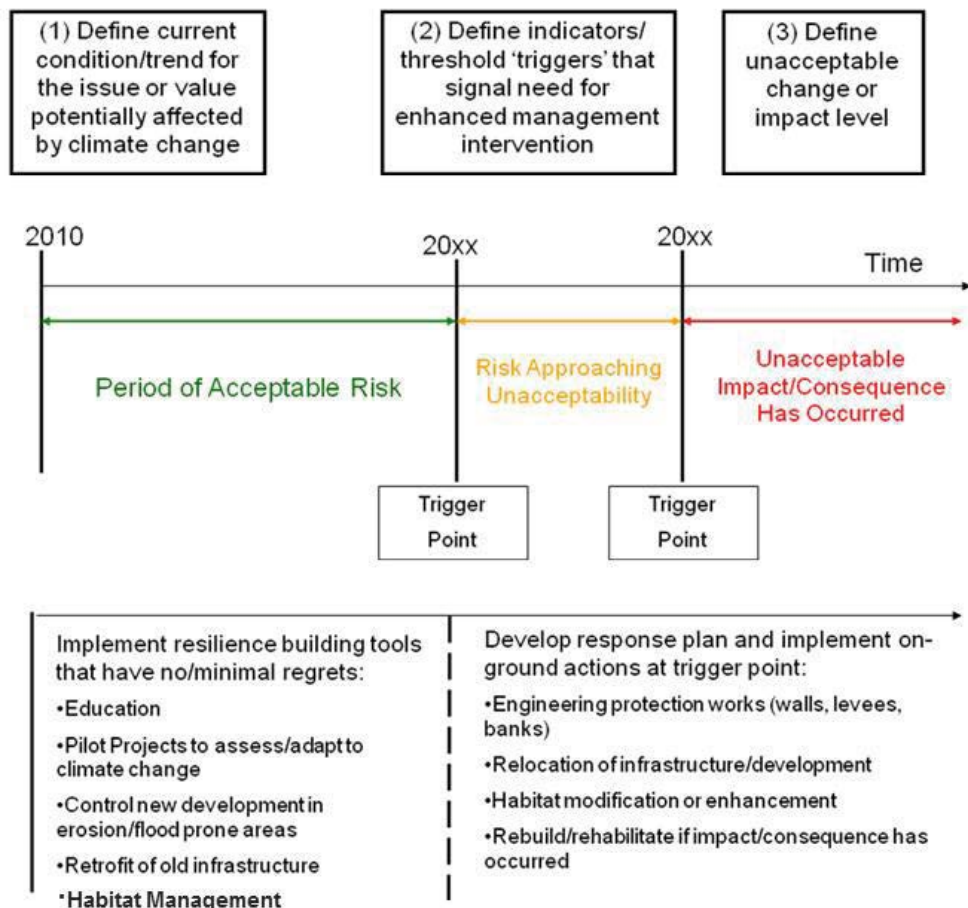 (1) Define current
condition/trend for
the issue or value
potentially affected
by climate change
(2) Define indicators/
threshold ‘triggers’ that
signal need for
enhanced management
intervention
(3) Define
unacceptable
change or
impact level
2010
20xx
20xx
Time
Period of Acceptable Risk
Risk Approaching
Unacceptability
Unacceptable
Impact/Consequence
Has Occurred
Trigger
Point
Trigger
Point
Implement resilience building tools
that have no/minimal regrets:
•Education
•Pilot Projects to assess/adapt to
climate change
•Control new development in
erosion/flood prone areas
•Retrofit of old infrastructure
•Habitat Management
Develop response plan and implement on-
ground actions at trigger point:
•Engineering protection works (walls, levees,
banks)
•Relocation of infrastructure/development
•Habitat modification or enhancement
•Rebuild/rehabilitate if impact/consequence has
occurred